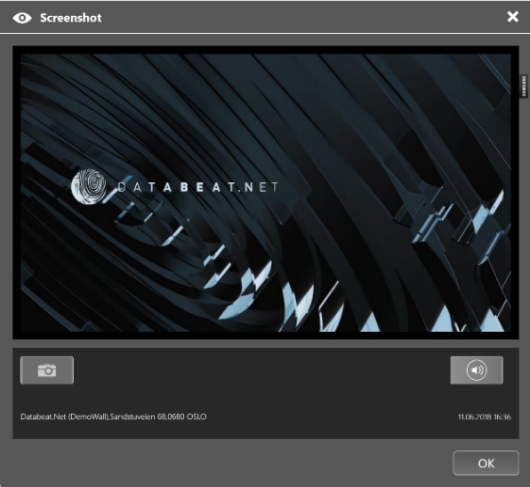 Screenshot
DATABEAT.NET
Databeat.Net (DemoWall),Sandstuveien 68,0680 OSLO
11.06.2018 16:36
OK